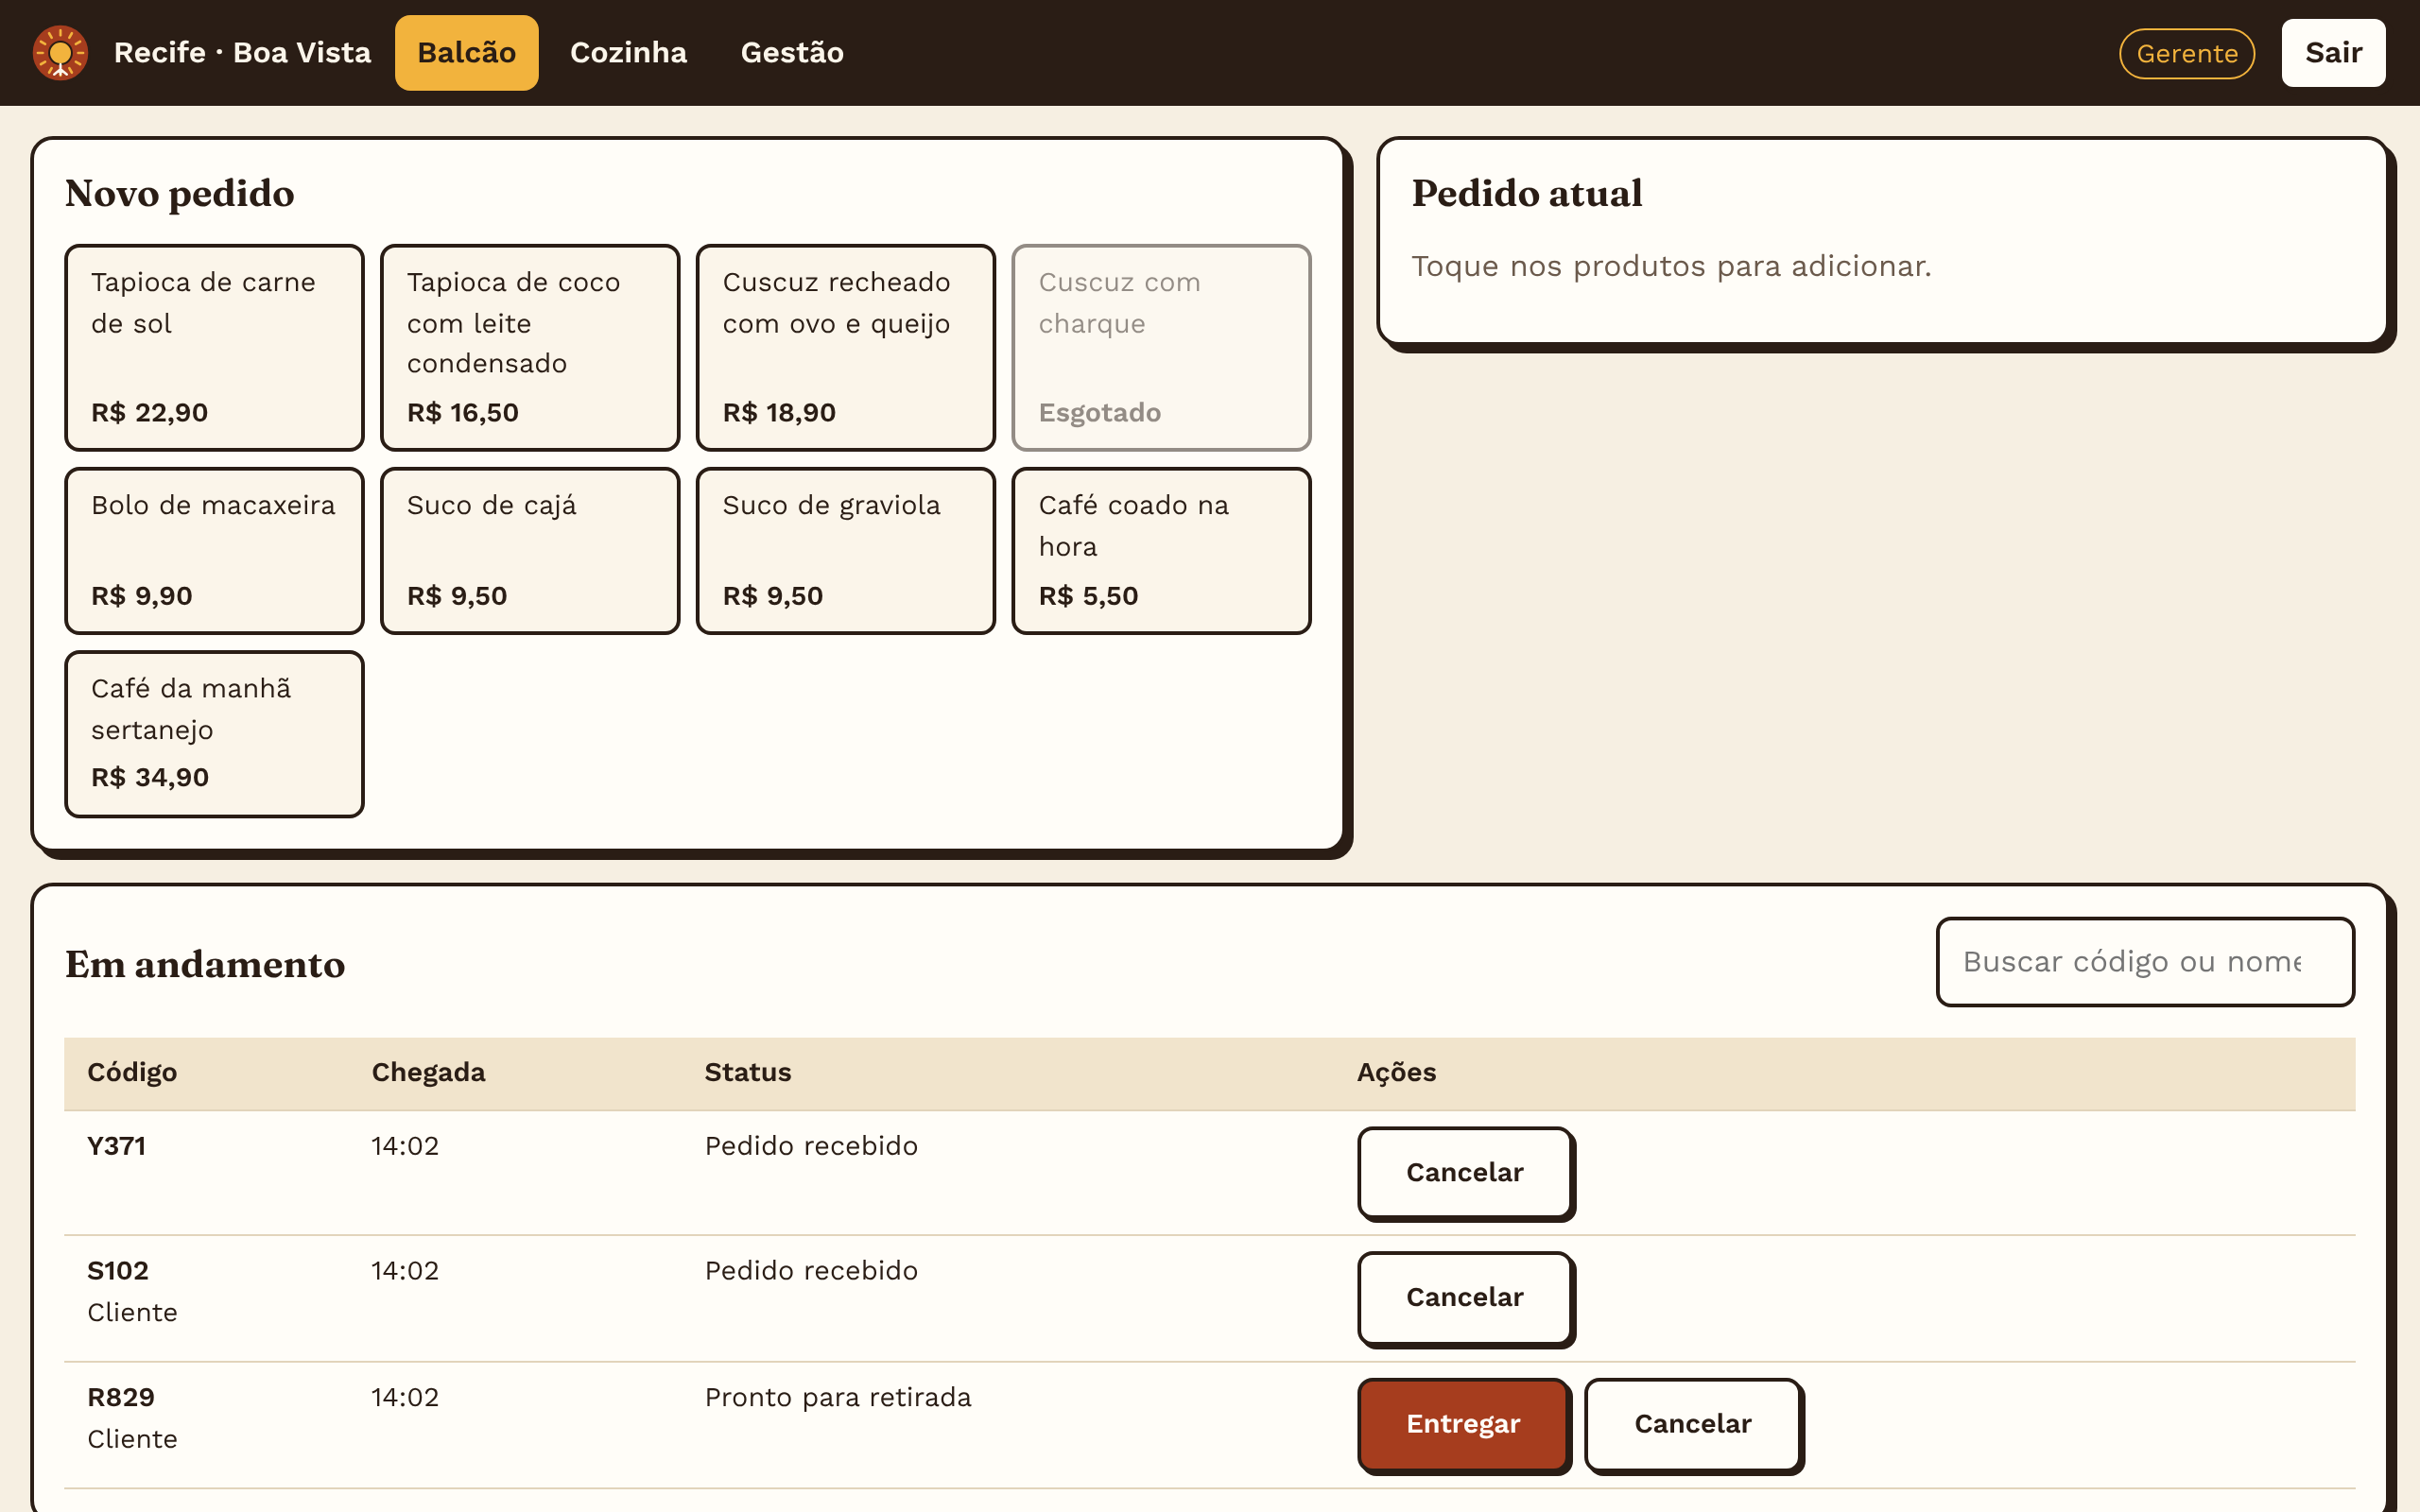 Recife · Boa Vista
Balcão
Cozinha
Gestão
Gerente
Sair
Novo pedido
Tapioca de carne
de sol
R$ 22,90
Tapioca de coco
com leite
condensado
R$ 16,50
Cuscuz recheado
com ovo e queijo
R$ 18,90
Cuscuz com
charque
Esgotado
Bolo de macaxeira
R$ 9,90
Suco de cajá
R$ 9,50
Suco de graviola
R$ 9,50
Café coado na
hora
R$ 5,50
Café da manhã
sertanejo
R$ 34,90
Pedido atual
Toque nos produtos para adicionar.
Em andamento
Buscar código ou nome
Código Chegada Status Ações
Y371 14:02 Pedido recebido Cancelar
S102 14:02 Pedido recebido Cancelar
Cliente
R829 14:02 Pronto para retirada Entregar Cancelar
Cliente